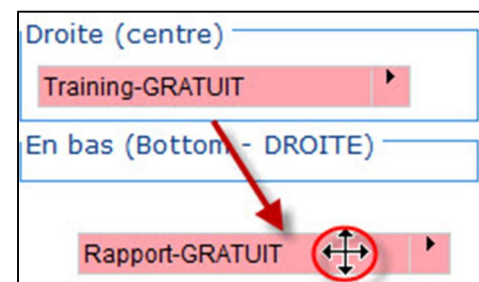 Droite (centre)
Training-GRATUIT
En bas (Bottom - DROITE)
Rapport-GRATUIT